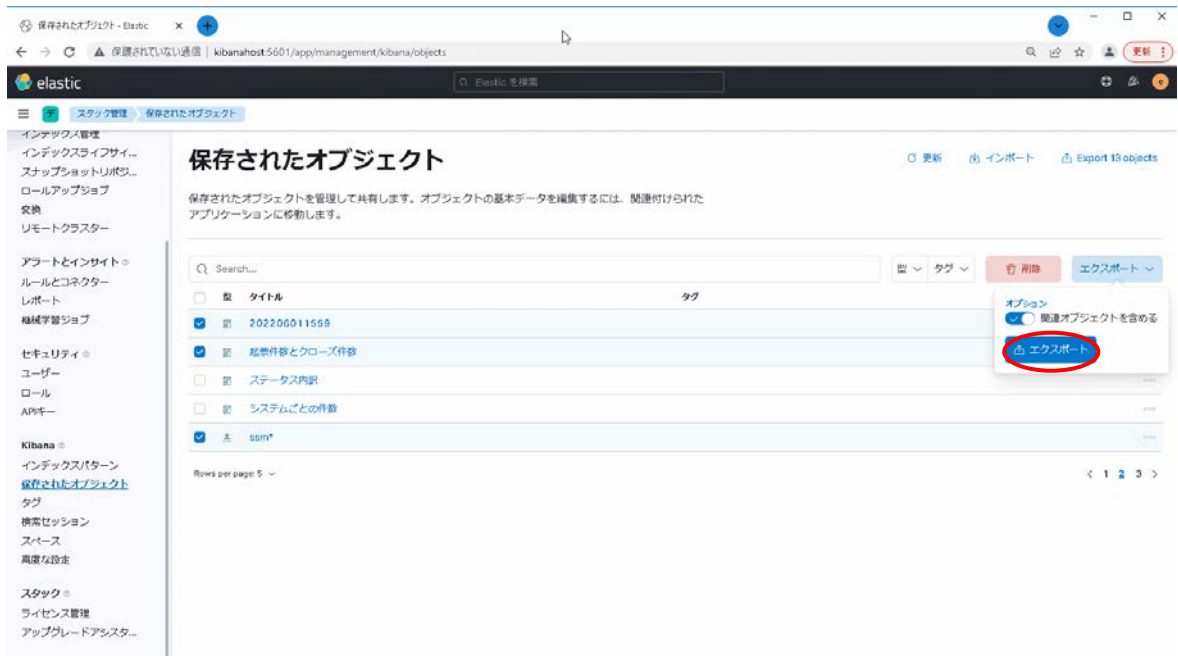 保存されたオブジェクト - Elastic
保護されていない通信 | kibanahost:5601/app/management/kibana/objects
更新
elastic
Elastic を検索
e
デ
スタック管理
保存されたオブジェクト
インデックス管理
インデックスライフサイ...
スナップショットリポジ...
ロールアップジョブ
変換
リモートクラスター
アラートとインサイト
ルールとコネクター
レポート
機械学習ジョブ
セキュリティ
ユーザー
ロール
APIキー
Kibana
インデックスパターン
保存されたオブジェクト
タグ
検索セッション
スペース
高度な設定
スタック
ライセンス管理
アップグレードアシスタ...
保存されたオブジェクト
更新
インポート
Export 13 objects
保存されたオブジェクトを管理して共有します。オブジェクトの基本データを編集するには、関連付けられた
アプリケーションに移動します。
Search...
型
タグ
削除
エクスポート
型 タイトル タグ
202206011559
起票件数とクローズ件数
ステータス内訳
システムごとの件数
ssm*
オプション
関連オブジェクトを含める
エクスポート
Rows per page: 5
< 1 2 3 >